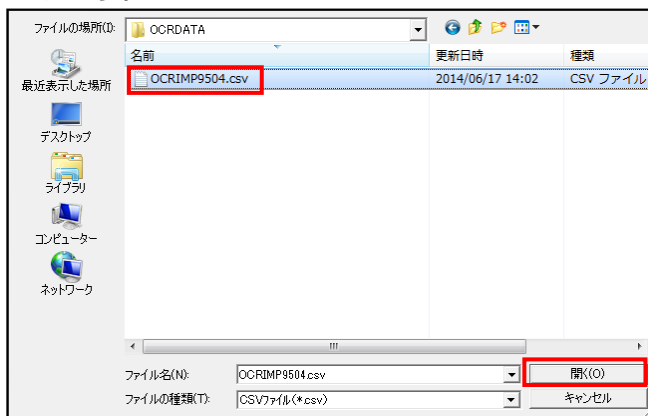 ファイルの場所(I):
OCRDATA
名前
更新日時
種類
OCRIMP9504.csv
2014/06/17 14:02
CSV ファイル
最近表示した場所
デスクトップ
ライブラリ
コンピューター
ネットワーク
ファイル名(N):
OCRIMP9504.csv
開く(O)
ファイルの種類(T):
CSVファイル(*.csv)
キャンセル